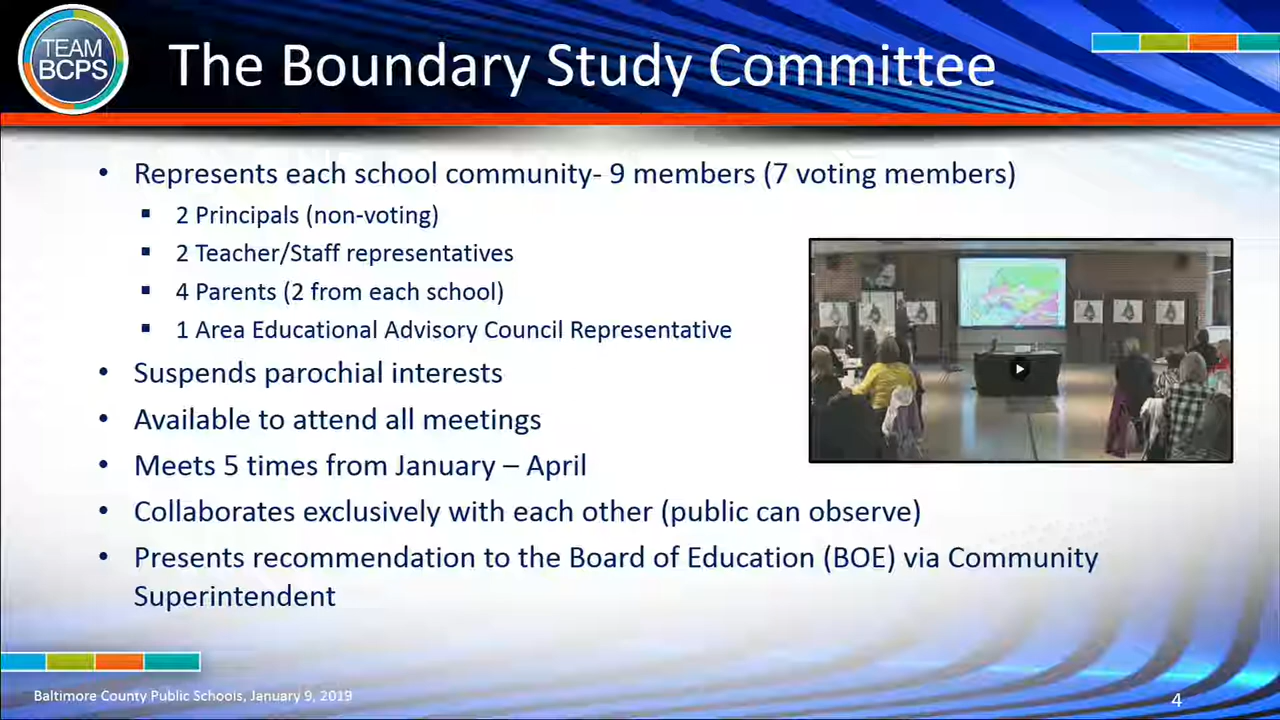 TEAM
BCPS
The Boundary Study Committee
• Represents each school community- 9 members (7 voting members)
▪ 2 Principals (non-voting)
▪ 2 Teacher/Staff representatives
▪ 4 Parents (2 from each school)
▪ 1 Area Educational Advisory Council Representative
• Suspends parochial interests
• Available to attend all meetings
• Meets 5 times from January – April
• Collaborates exclusively with each other (public can observe)
• Presents recommendation to the Board of Education (BOE) via Community
Superintendent
Baltimore County Public Schools, January 9, 2019
4